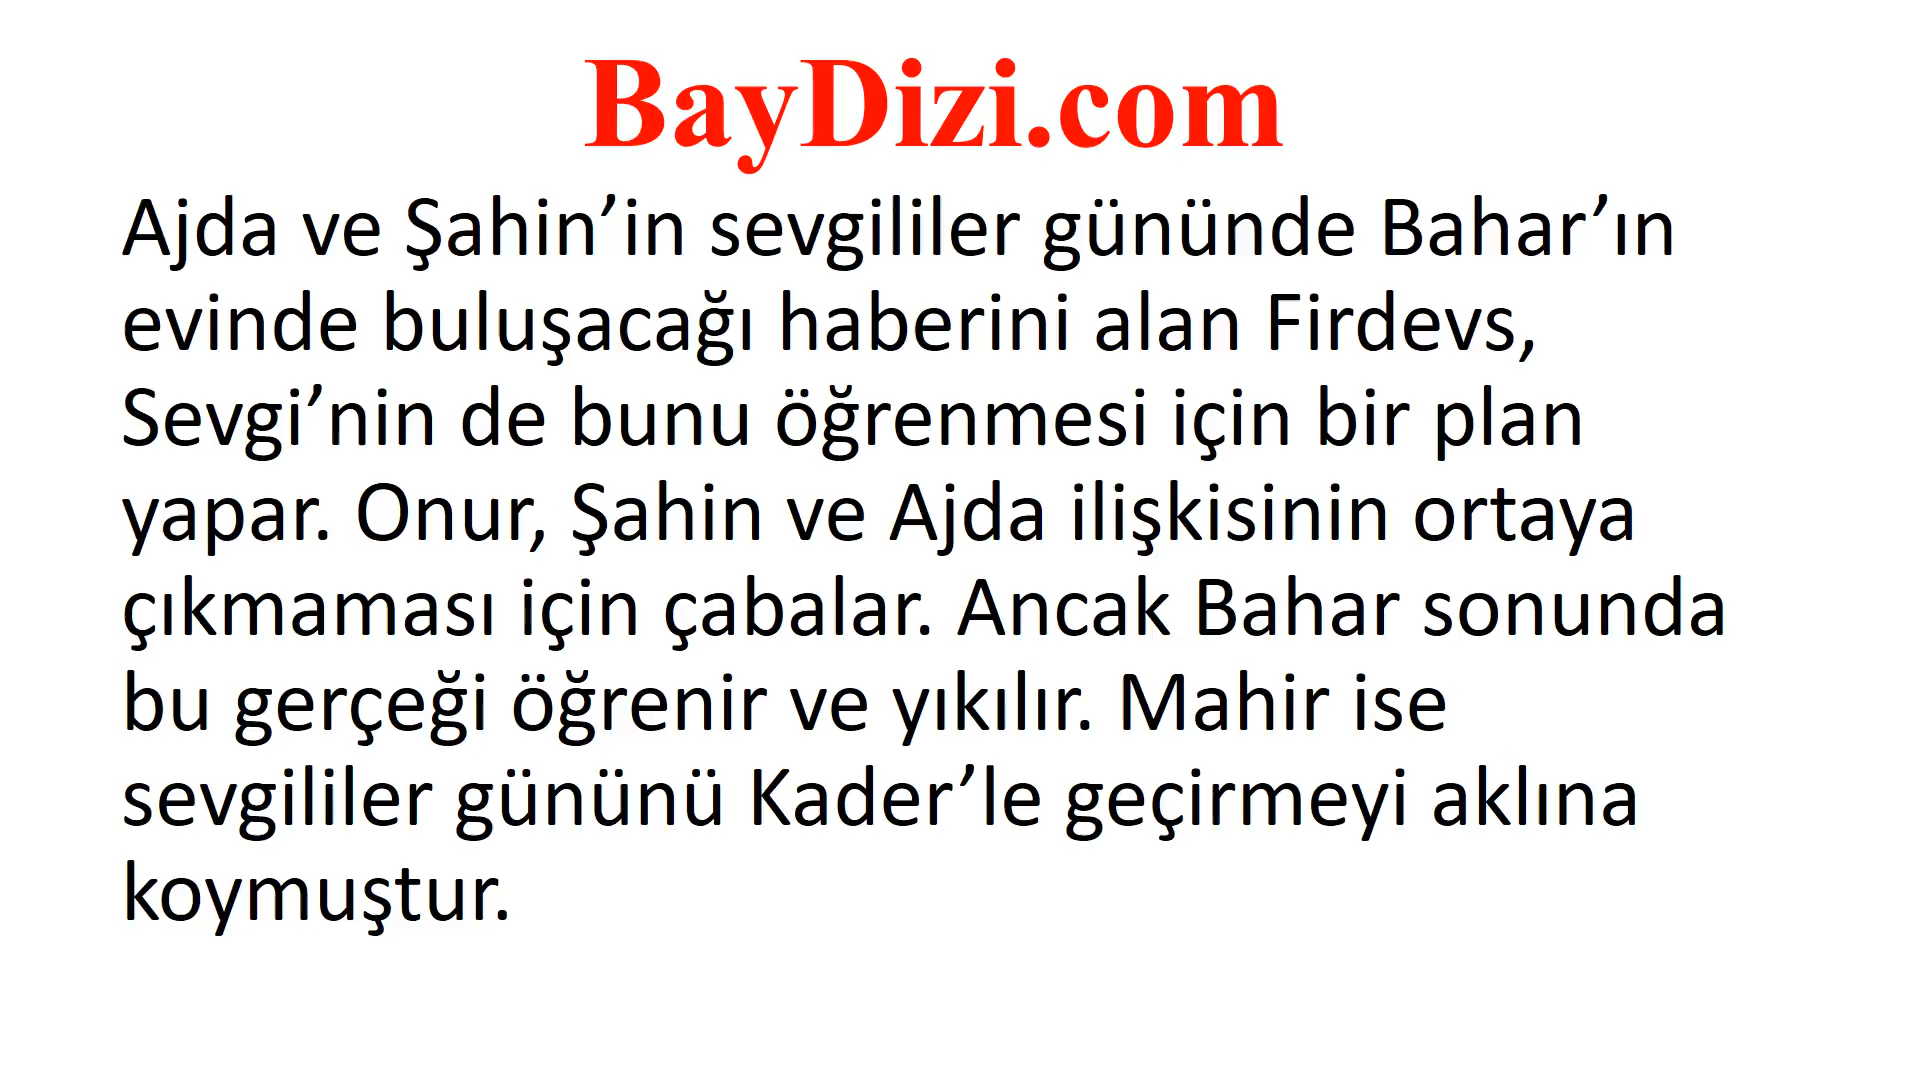 BayDizi.com
Ajda ve Şahin’in sevgililer gününde Bahar’ın
evinde buluşacağı haberini alan Firdevs,
Sevgi’nin de bunu öğrenmesi için bir plan
yapar. Onur, Şahin ve Ajda ilişkisinin ortaya
çıkmaması için çabalar. Ancak Bahar sonunda
bu gerçeği öğrenir ve yıkılır. Mahir ise
sevgililer gününü Kader’le geçirmeyi aklına
koymuştur.